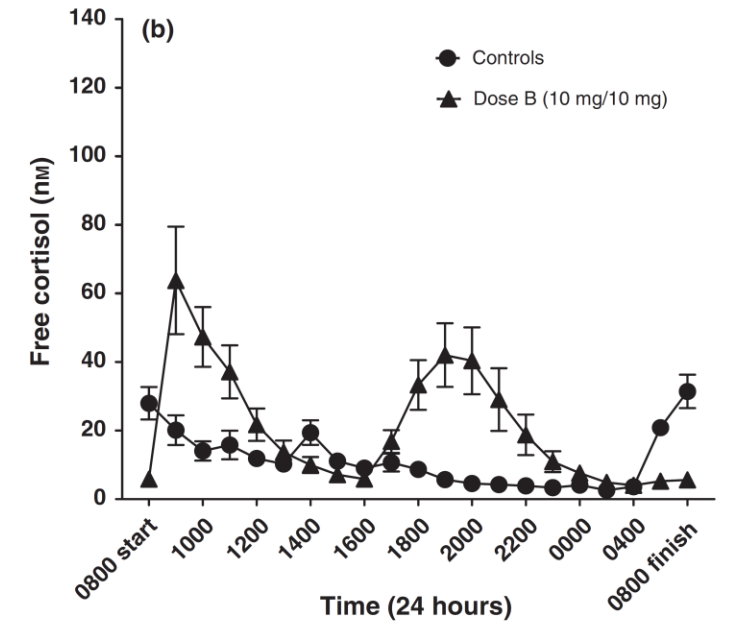 (b)
Controls
Dose B (10 mg/10 mg)
Free cortisol (nM)
140
120
100
80
60
40
20
0
0800 start
1000
1200
1400
1600
1800
2000
2200
0000
0400
0800 finish
Time (24 hours)